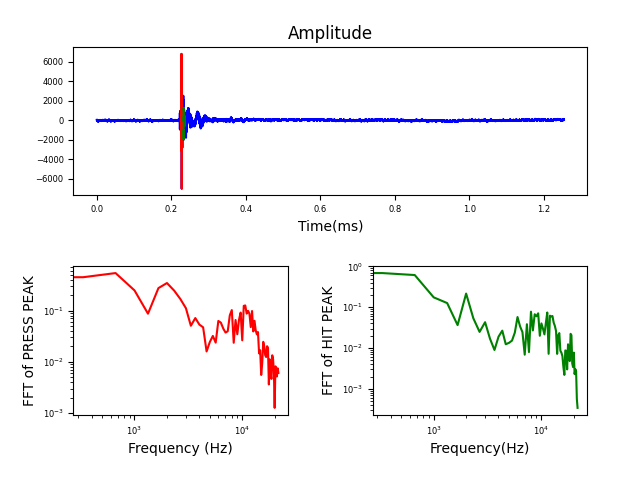 Amplitude
6000
4000
2000
0
−2000
−4000
−6000
0.0 0.2 0.4 0.6 0.8 1.0 1.2
Time(ms)
FFT of PRESS PEAK
10⁻¹
10⁻²
10⁻³
10³ 10⁴
Frequency (Hz)
FFT of HIT PEAK
10⁰
10⁻¹
10⁻²
10⁻³
10³ 10⁴
Frequency(Hz)